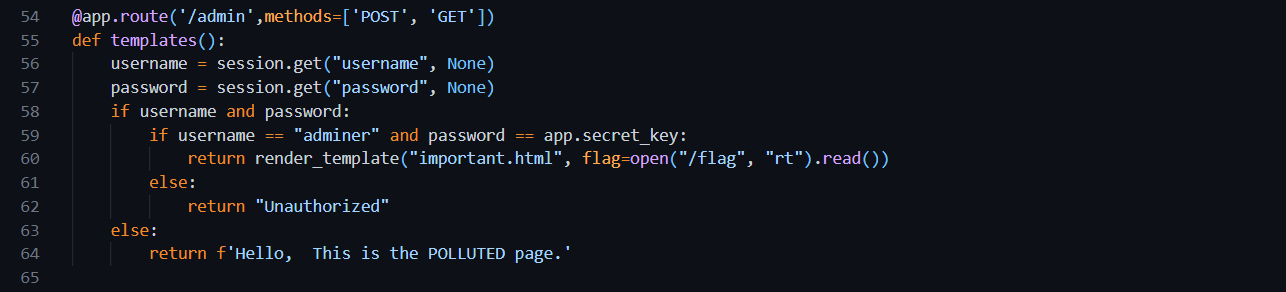 54 @app.route('/admin',methods=['POST', 'GET'])
55 def templates():
56     username = session.get("username", None)
57     password = session.get("password", None)
58     if username and password:
59         if username == "adminer" and password == app.secret_key:
60             return render_template("important.html", flag=open("/flag", "rt").read())
61         else:
62             return "Unauthorized"
63     else:
64         return f'Hello,  This is the POLLUTED page.'
65